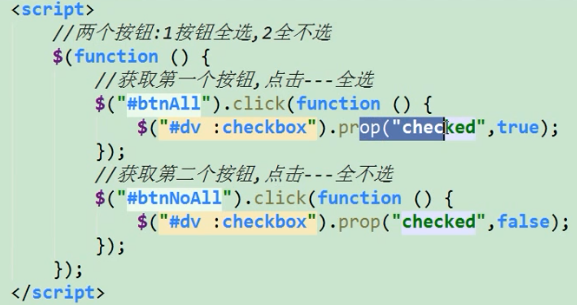 <script>
//两个按钮:1按钮全选,2全不选
$(function () {
//获取第一个按钮,点击---全选
$("#btnAll").click(function () {
$("#dv :checkbox").prop("checked",true);
});
//获取第二个按钮,点击---全不选
$("#btnNoAll").click(function () {
$("#dv :checkbox").prop("checked",false);
});
});
</script>